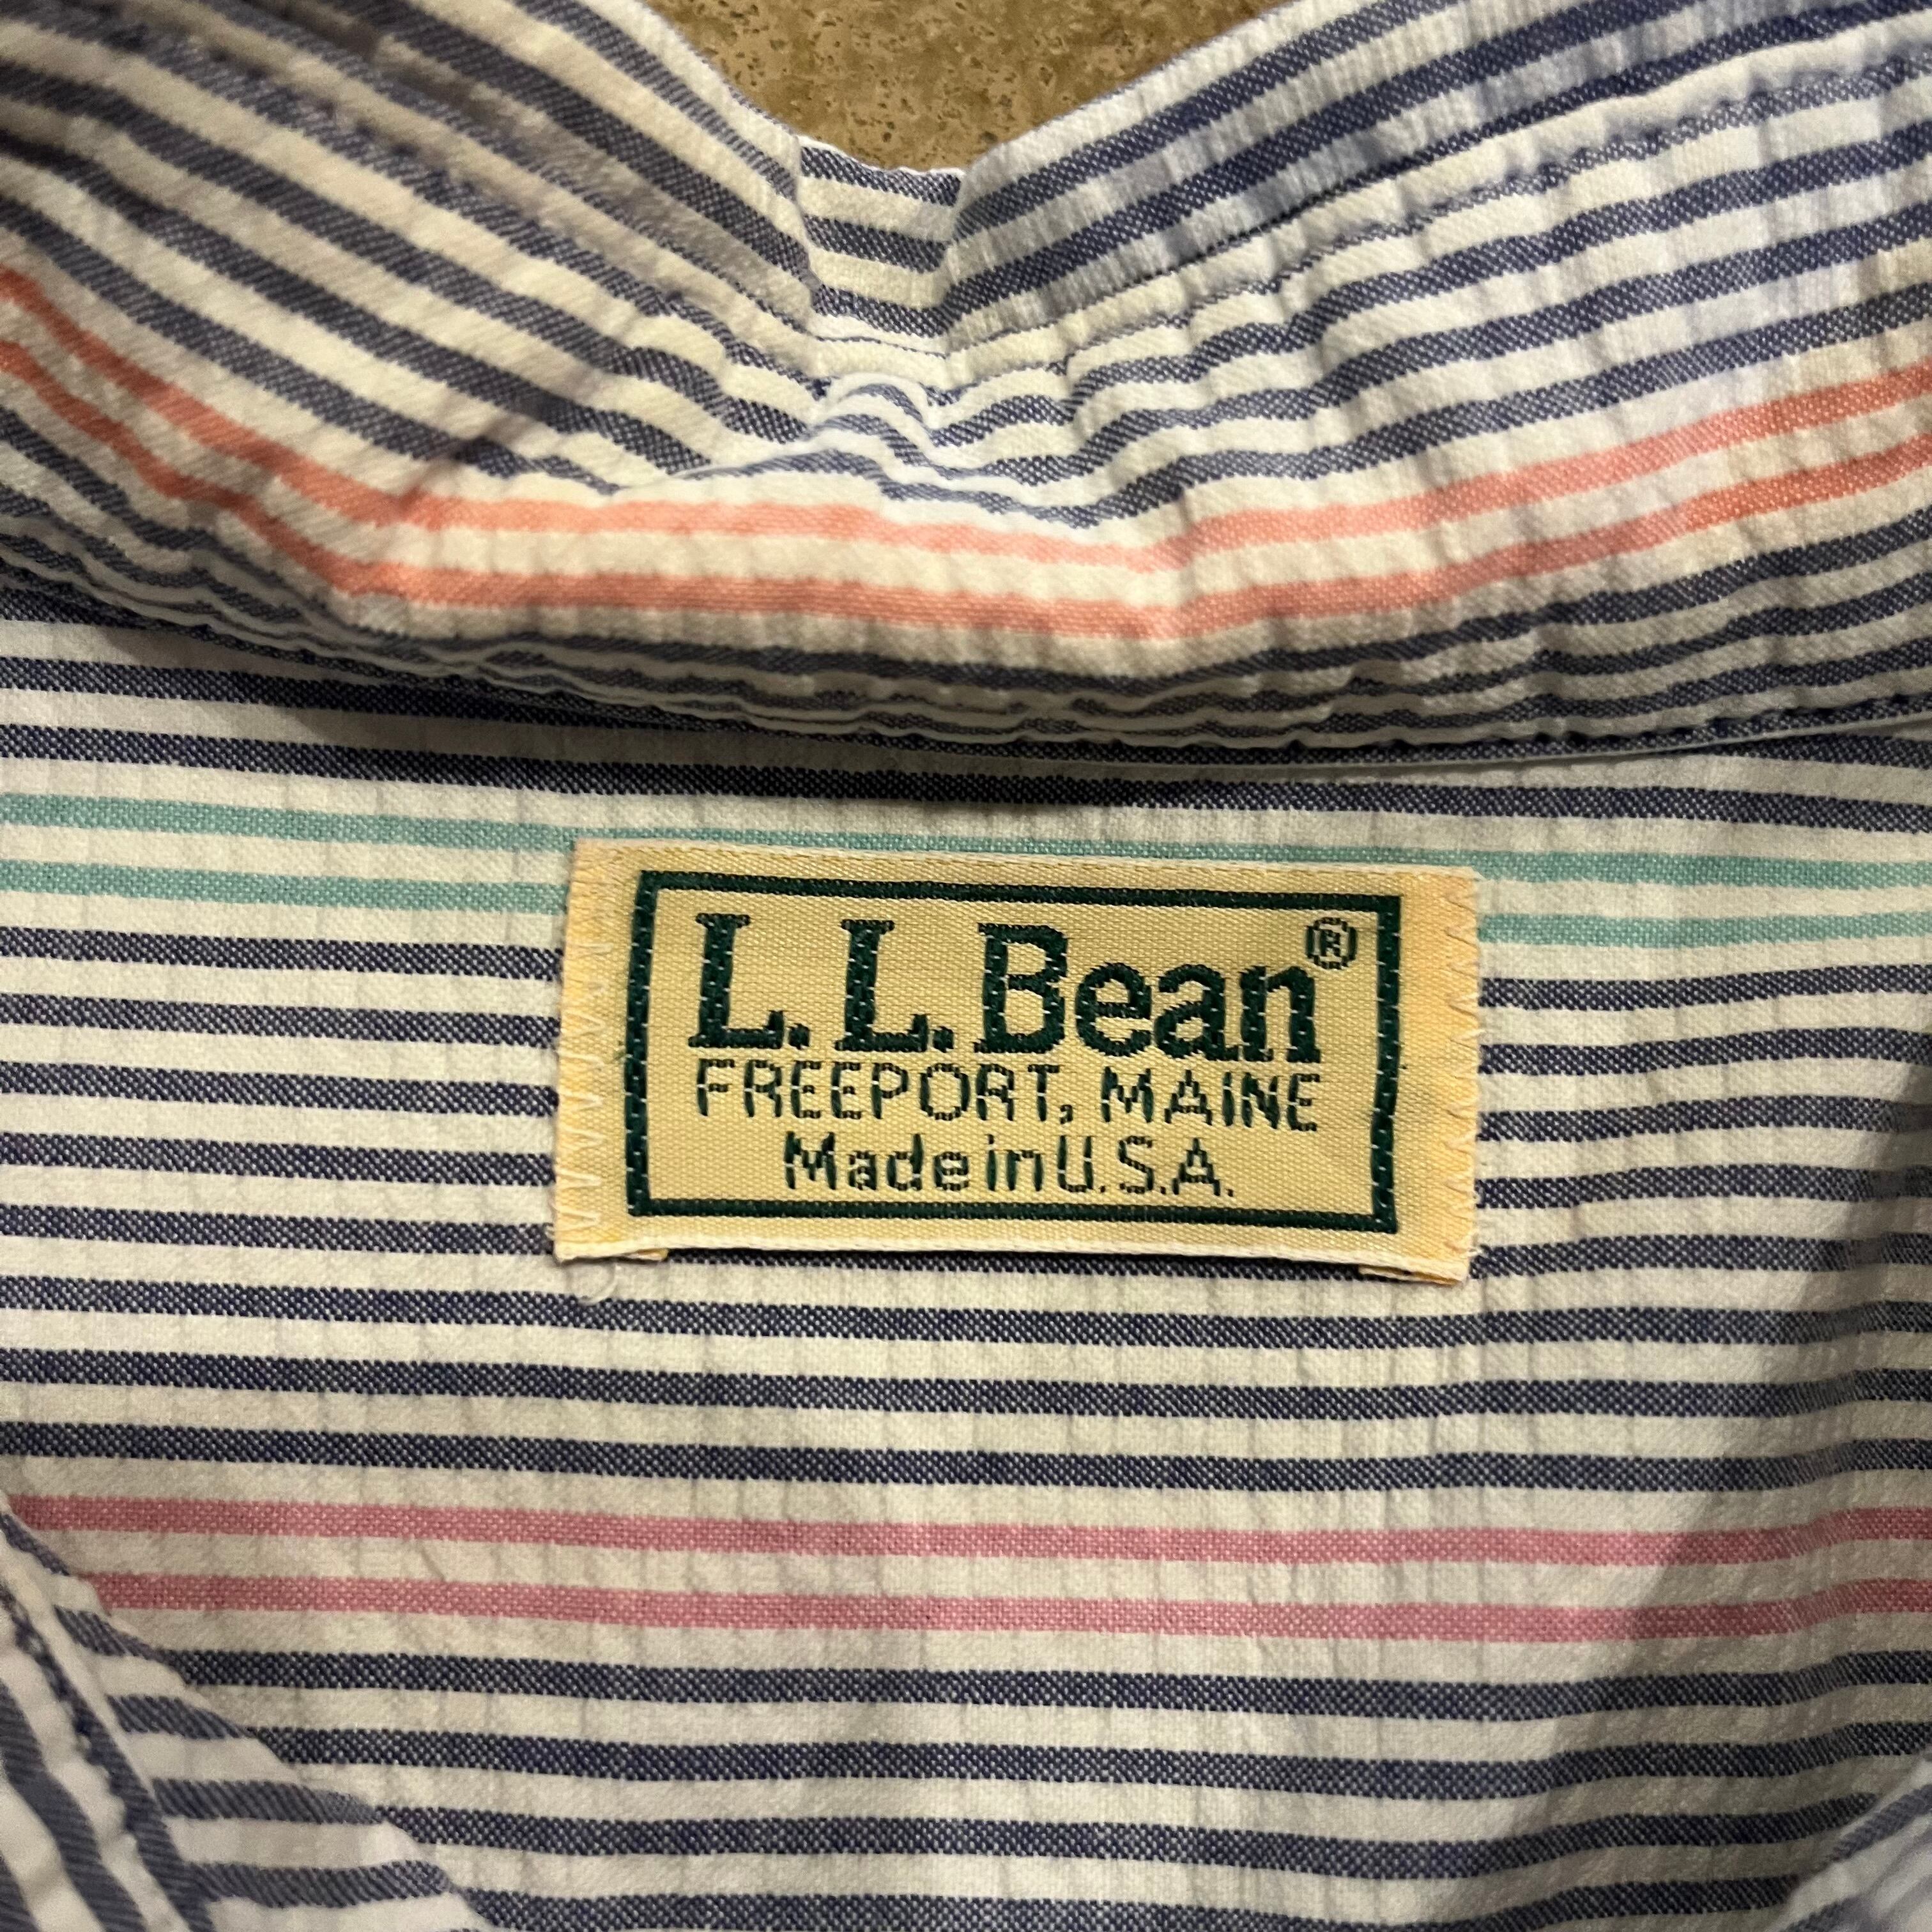 L.L.Bean®
FREEPORT, MAINE
Made in U.S.A.